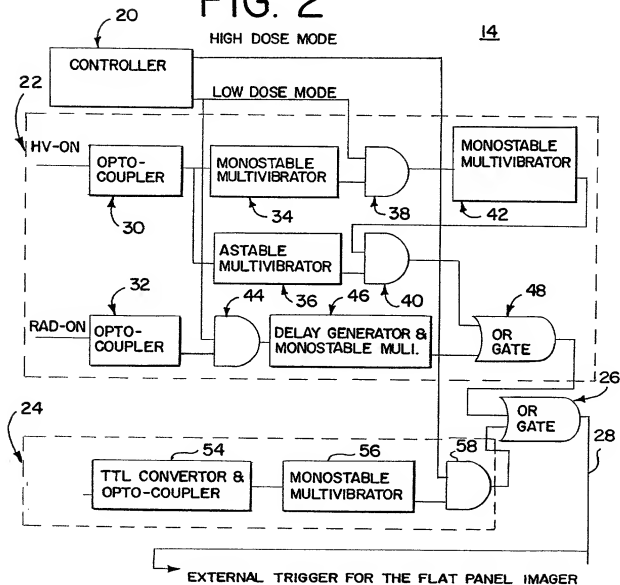 FIG. 2
14
20
HIGH DOSE MODE
CONTROLLER
22
LOW DOSE MODE
HV-ON
OPTO-
COUPLER
30
MONOSTABLE
MULTIVIBRATOR
34
38
MONOSTABLE
MULTIVIBRATOR
42
ASTABLE
MULTIVIBRATOR
36
40
32
44
46
48
RAD-ON
OPTO-
COUPLER
DELAY GENERATOR &
MONOSTABLE MULI.
OR
GATE
26
OR
GATE
24
28
54
56
58
TTL CONVERTOR &
OPTO-COUPLER
MONOSTABLE
MULTIVIBRATOR
EXTERNAL TRIGGER FOR THE FLAT PANEL IMAGER